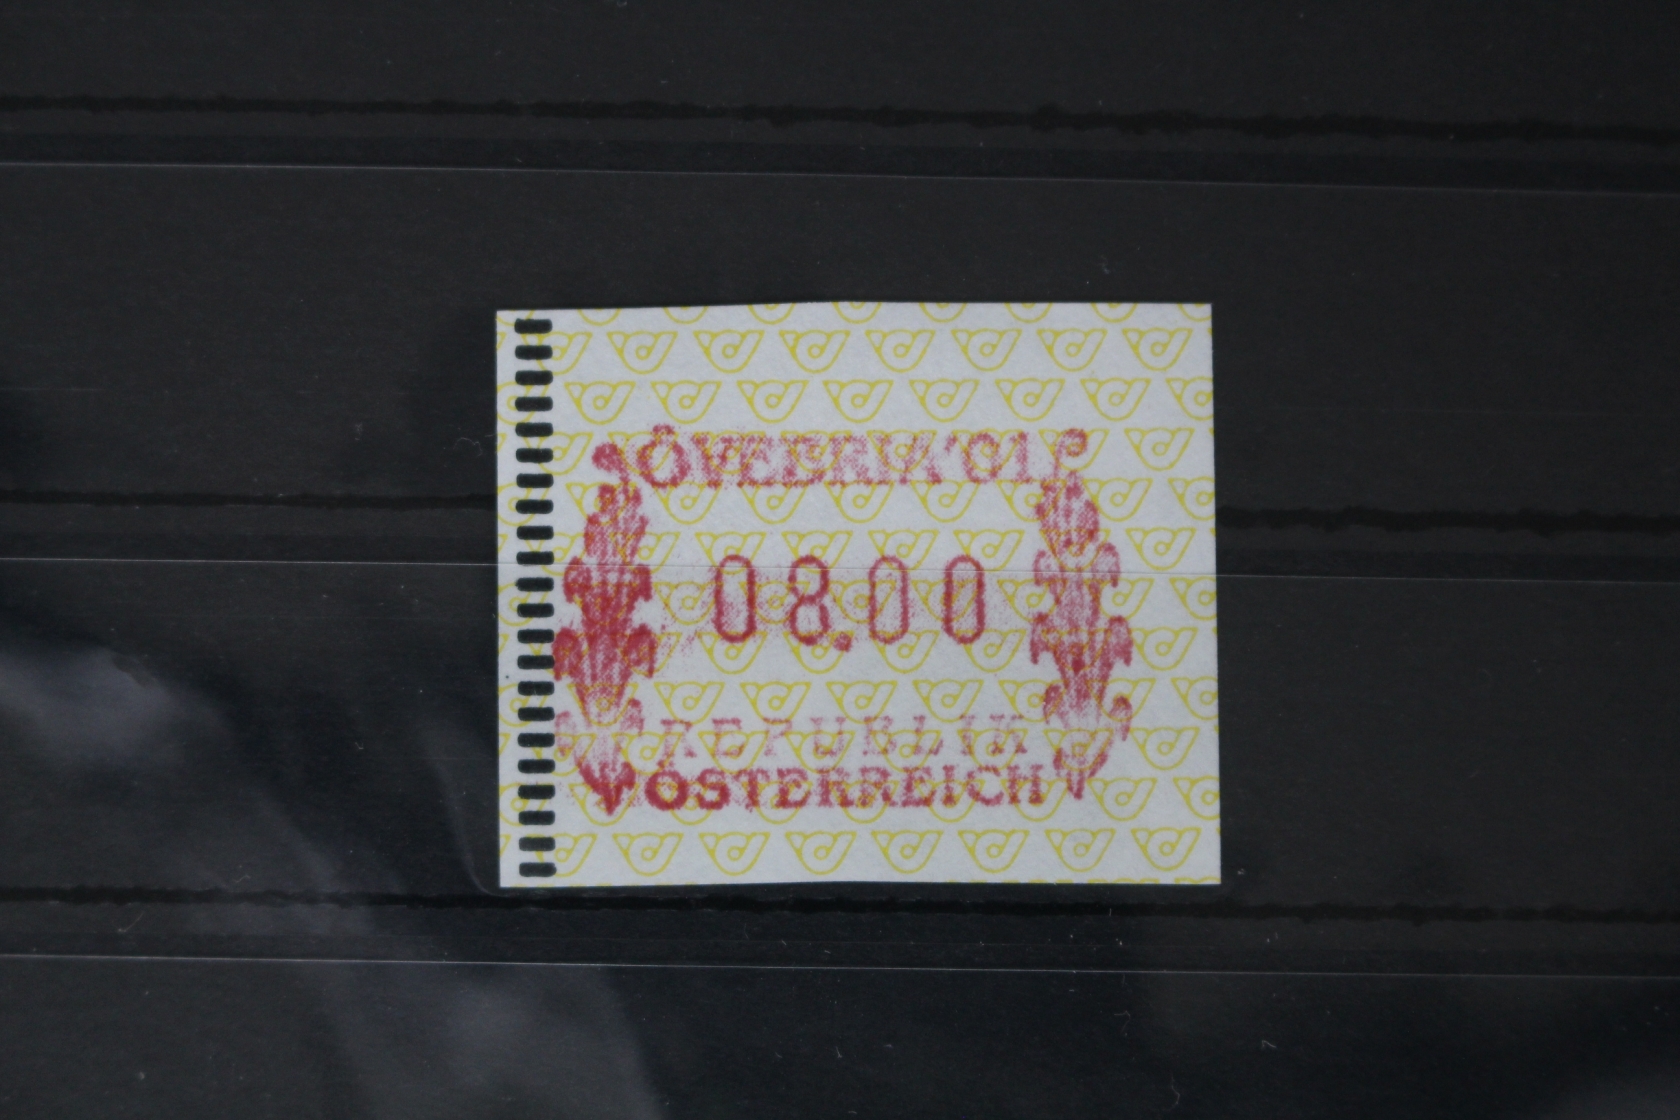 ÖVEBRIA'01
08.00
REPUBLIK
ÖSTERREICH